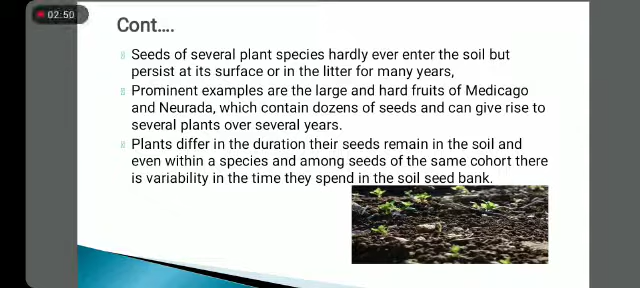 02:50
Cont....
Seeds of several plant species hardly ever enter the soil but
persist at its surface or in the litter for many years,
Prominent examples are the large and hard fruits of Medicago
and Neurada, which contain dozens of seeds and can give rise to
several plants over several years.
Plants differ in the duration their seeds remain in the soil and
even within a species and among seeds of the same cohort there
is variability in the time they spend in the soil seed bank.